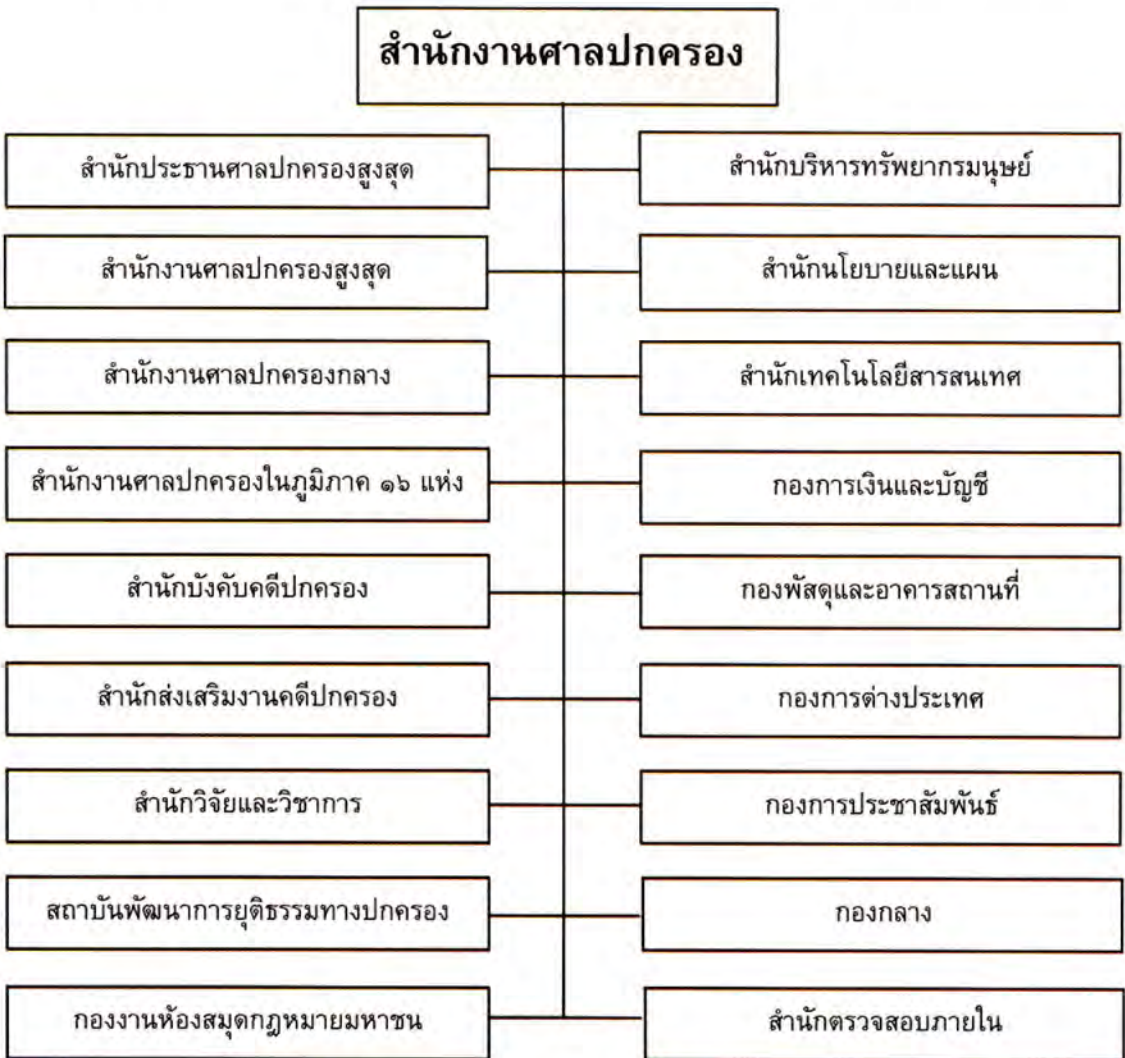 สำนักงานศาลปกครอง
สำนักประธานศาลปกครองสูงสุด
สำนักบริหารทรัพยากรมนุษย์
สำนักงานศาลปกครองสูงสุด
สำนักนโยบายและแผน
สำนักงานศาลปกครองกลาง
สำนักเทคโนโลยีสารสนเทศ
สำนักงานศาลปกครองในภูมิภาค ๑๖ แห่ง
กองการเงินและบัญชี
สำนักบังคับคดีปกครอง
กองพัสดุและอาคารสถานที่
สำนักส่งเสริมงานคดีปกครอง
กองการต่างประเทศ
สำนักวิจัยและวิชาการ
กองการประชาสัมพันธ์
สถาบันพัฒนาการยุติธรรมทางปกครอง
กองกลาง
กองงานห้องสมุดกฎหมายมหาชน
สำนักตรวจสอบภายใน